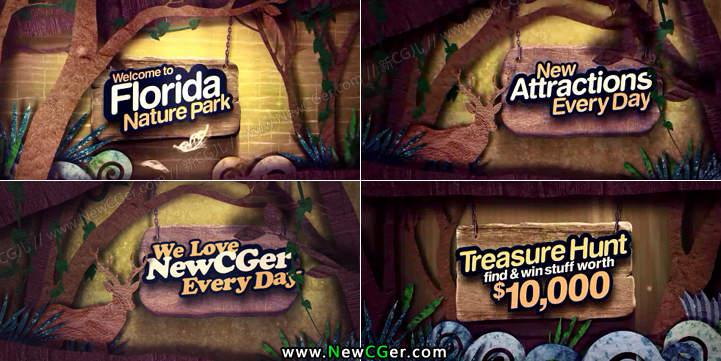 Welcome to
Florida
Nature Park
New
Attractions
Every Day
We Love
NewCGer
Every Day
Treasure Hunt
find & win stuff worth
$10,000
www.NewCGer.com